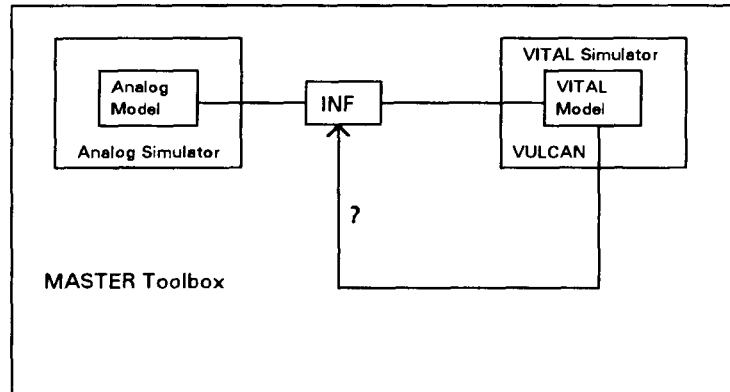 VITAL Simulator
Analog
Model
INF
VITAL
Model
Analog Simulator
VULCAN
?
MASTER Toolbox